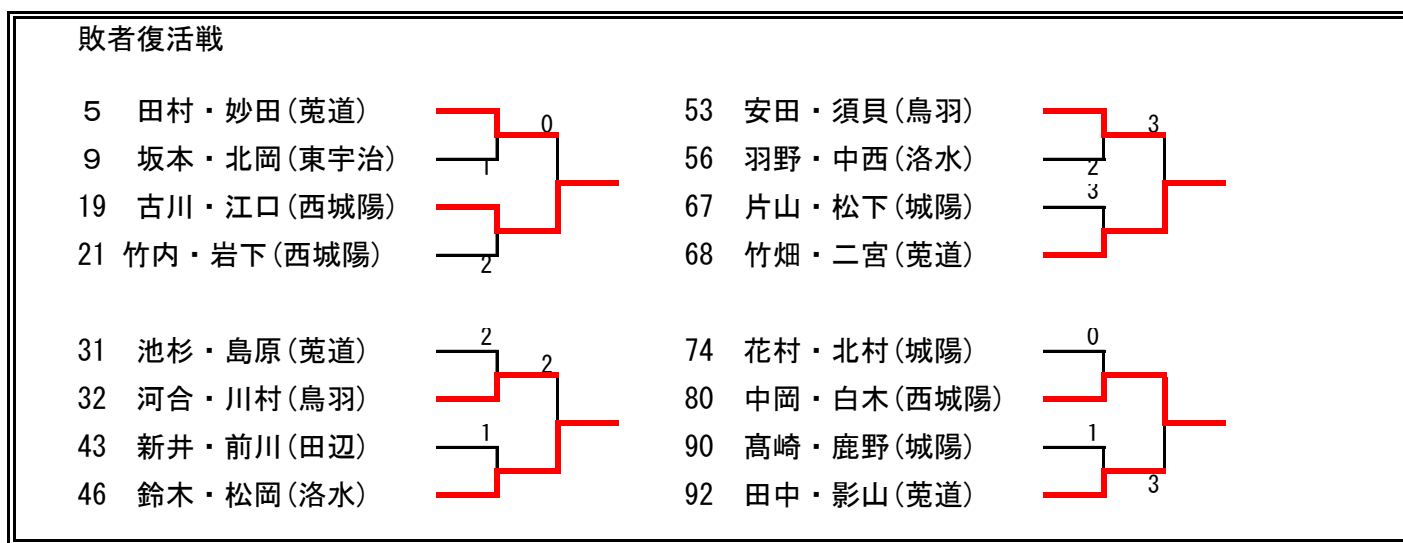 敗者復活戦
5 田村・妙田(莵道)
0
9 坂本・北岡(東宇治)
1
19 古川・江口(西城陽)
21 竹内・岩下(西城陽)
2
31 池杉・島原(莵道)
2
2
32 河合・川村(鳥羽)
43 新井・前川(田辺)
1
46 鈴木・松岡(洛水)
53 安田・須貝(鳥羽)
3
56 羽野・中西(洛水)
2
67 片山・松下(城陽)
3
68 竹畑・二宮(莵道)
74 花村・北村(城陽)
0
80 中岡・白木(西城陽)
90 髙崎・鹿野(城陽)
1
92 田中・影山(莵道)
3